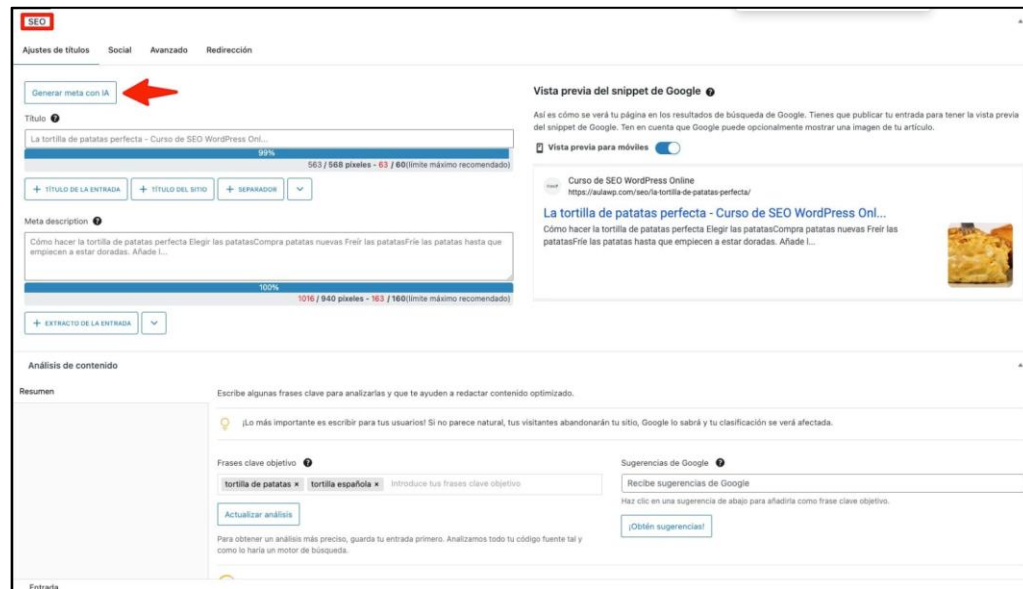 SEO
Ajustes de títulos Social Avanzado Redirección
Generar meta con IA
Título
La tortilla de patatas perfecta - Curso de SEO WordPress Onl...
99%
563 / 568 píxeles - 63 / 60(límite máximo recomendado)
+ TÍTULO DE LA ENTRADA + TÍTULO DEL SITIO + SEPARADOR
Meta description
Cómo hacer la tortilla de patatas perfecta Elegir las patatasCompra patatas nuevas Freír las patatasFríe las patatas hasta que
empiecen a estar doradas. Añade l...
100%
1016 / 940 píxeles - 163 / 160(límite máximo recomendado)
+ EXTRACTO DE LA ENTRADA
Vista previa del snippet de Google
Así es cómo se verá tu página en los resultados de búsqueda de Google. Tienes que publicar tu entrada para tener la vista previa
del snippet de Google. Ten en cuenta que Google puede opcionalmente mostrar una imagen de tu artículo.
Vista previa para móviles
Curso de SEO WordPress Online
https://aulawp.com/seo/la-tortilla-de-patatas-perfecta/
La tortilla de patatas perfecta - Curso de SEO WordPress Onl...
Cómo hacer la tortilla de patatas perfecta Elegir las patatasCompra patatas nuevas Freír las
patatasFríe las patatas hasta que empiecen a estar doradas. Añade l...
Análisis de contenido
Resumen
Escribe algunas frases clave para analizarlas y que te ayuden a redactar contenido optimizado.
¡Lo más importante es escribir para tus usuarios! Si no parece natural, tus visitantes abandonarán tu sitio, Google lo sabrá y tu clasificación se verá afectada.
Frases clave objetivo
tortilla de patatas × tortilla española × Introduce tus frases clave objetivo
Actualizar análisis
Para obtener un análisis más preciso, guarda tu entrada primero. Analizamos todo tu código fuente tal y
como lo haría un motor de búsqueda.
Sugerencias de Google
Recibe sugerencias de Google
Haz clic en una sugerencia de abajo para añadirla como frase clave objetivo.
¡Obtén sugerencias!
Entrada